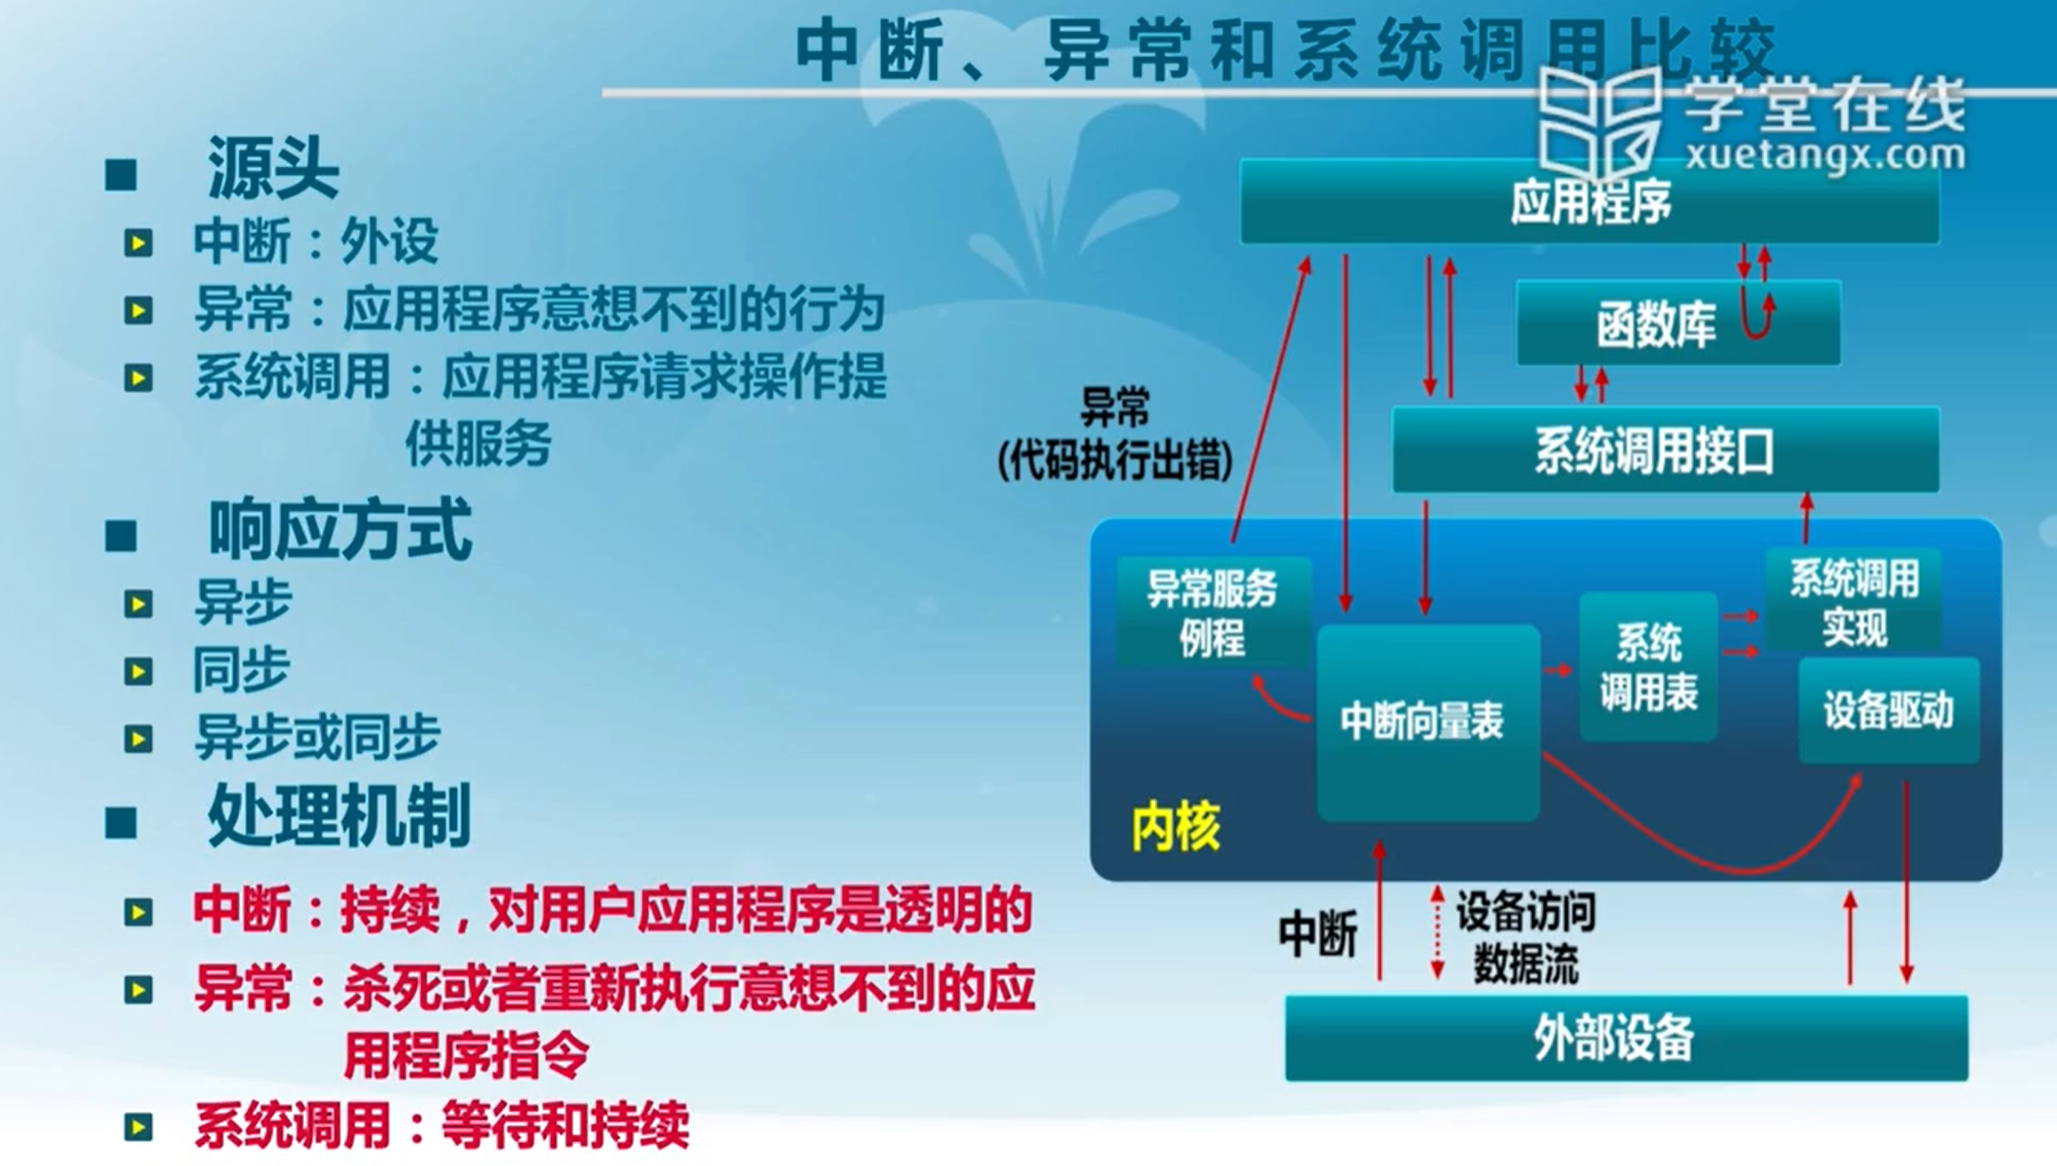 中断、异常和系统调用比较
学堂在线
xuetangx.com
源头
中断：外设
异常：应用程序意想不到的行为
系统调用：应用程序请求操作提
供服务
响应方式
异步
同步
异步或同步
处理机制
中断：持续，对用户应用程序是透明的
异常：杀死或者重新执行意想不到的应
用程序指令
系统调用：等待和持续
应用程序
函数库
异常
(代码执行出错)
系统调用接口
异常服务
例程
中断向量表
系统
调用表
系统调用
实现
设备驱动
内核
中断
设备访问
数据流
外部设备